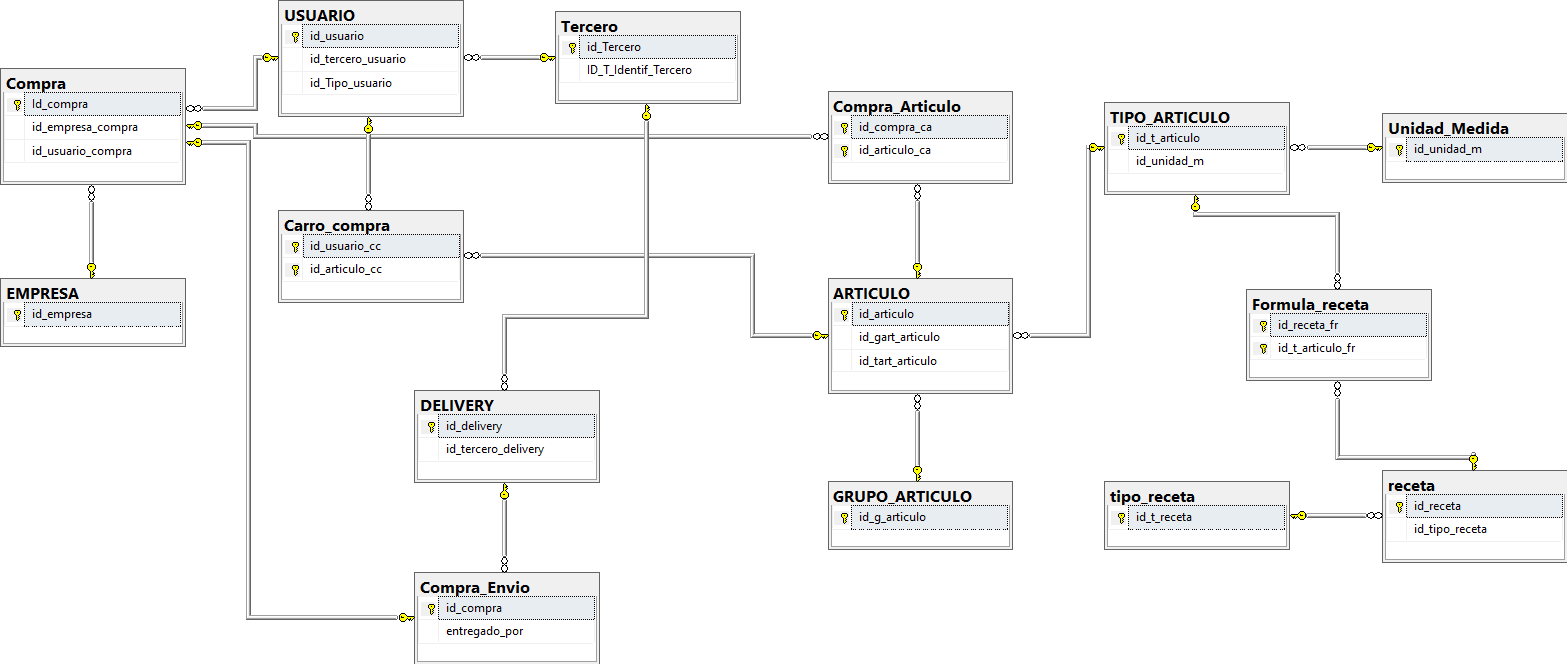 USUARIO
id_usuario
id_tercero_usuario
id_Tipo_usuario
Tercero
id_Tercero
ID_T_Identif_Tercero
Compra
Id_compra
id_empresa_compra
id_usuario_compra
Compra_Articulo
id_compra_ca
id_articulo_ca
TIPO_ARTICULO
id_t_articulo
id_unidad_m
Unidad_Medida
id_unidad_m
Carro_compra
id_usuario_cc
id_articulo_cc
EMPRESA
id_empresa
ARTICULO
id_articulo
id_gart_articulo
id_tart_articulo
Formula_receta
id_receta_fr
id_t_articulo_fr
DELIVERY
id_delivery
id_tercero_delivery
GRUPO_ARTICULO
id_g_articulo
tipo_receta
id_t_receta
receta
id_receta
id_tipo_receta
Compra_Envio
id_compra
entregado_por